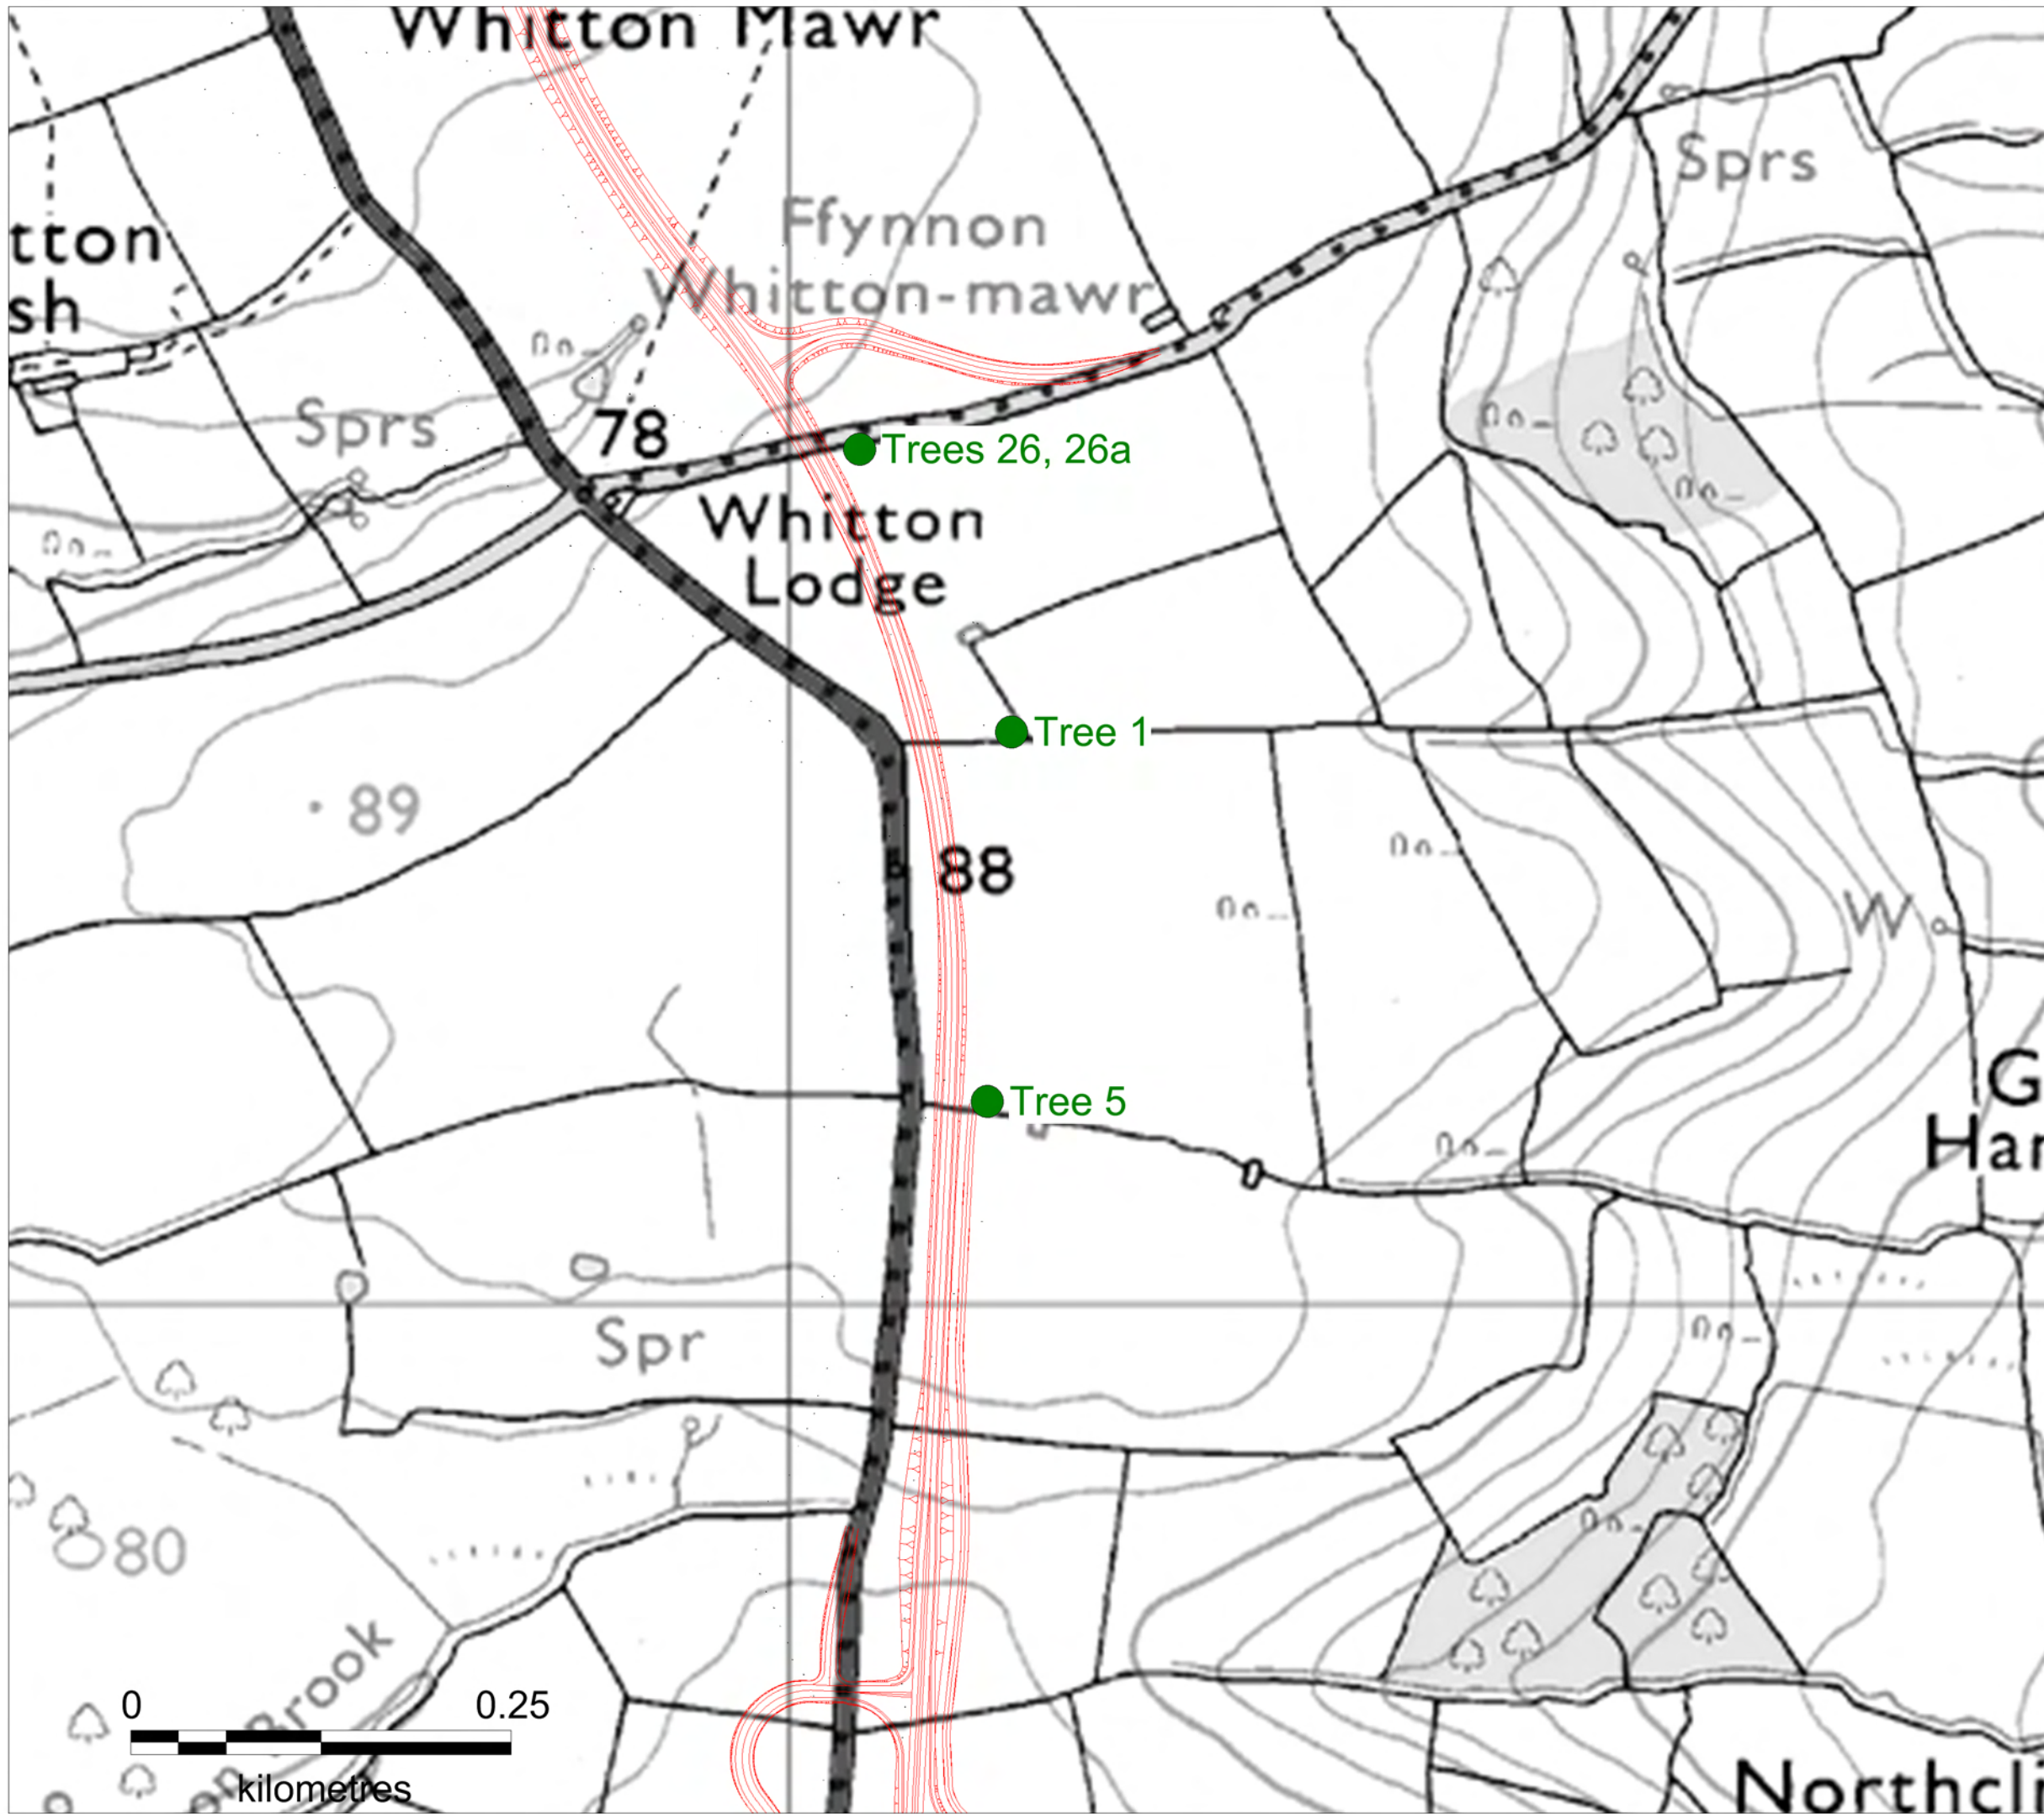 Whitton Mawr
Sprs
tton
sh
Ffynnon
Whitton-mawr
Sprs
78
Trees 26, 26a
Whitton
Lodge
Tree 1
89
88
W
G
Har
Tree 5
Spr
80
Brook
on
0 0.25
kilometres
Northcli